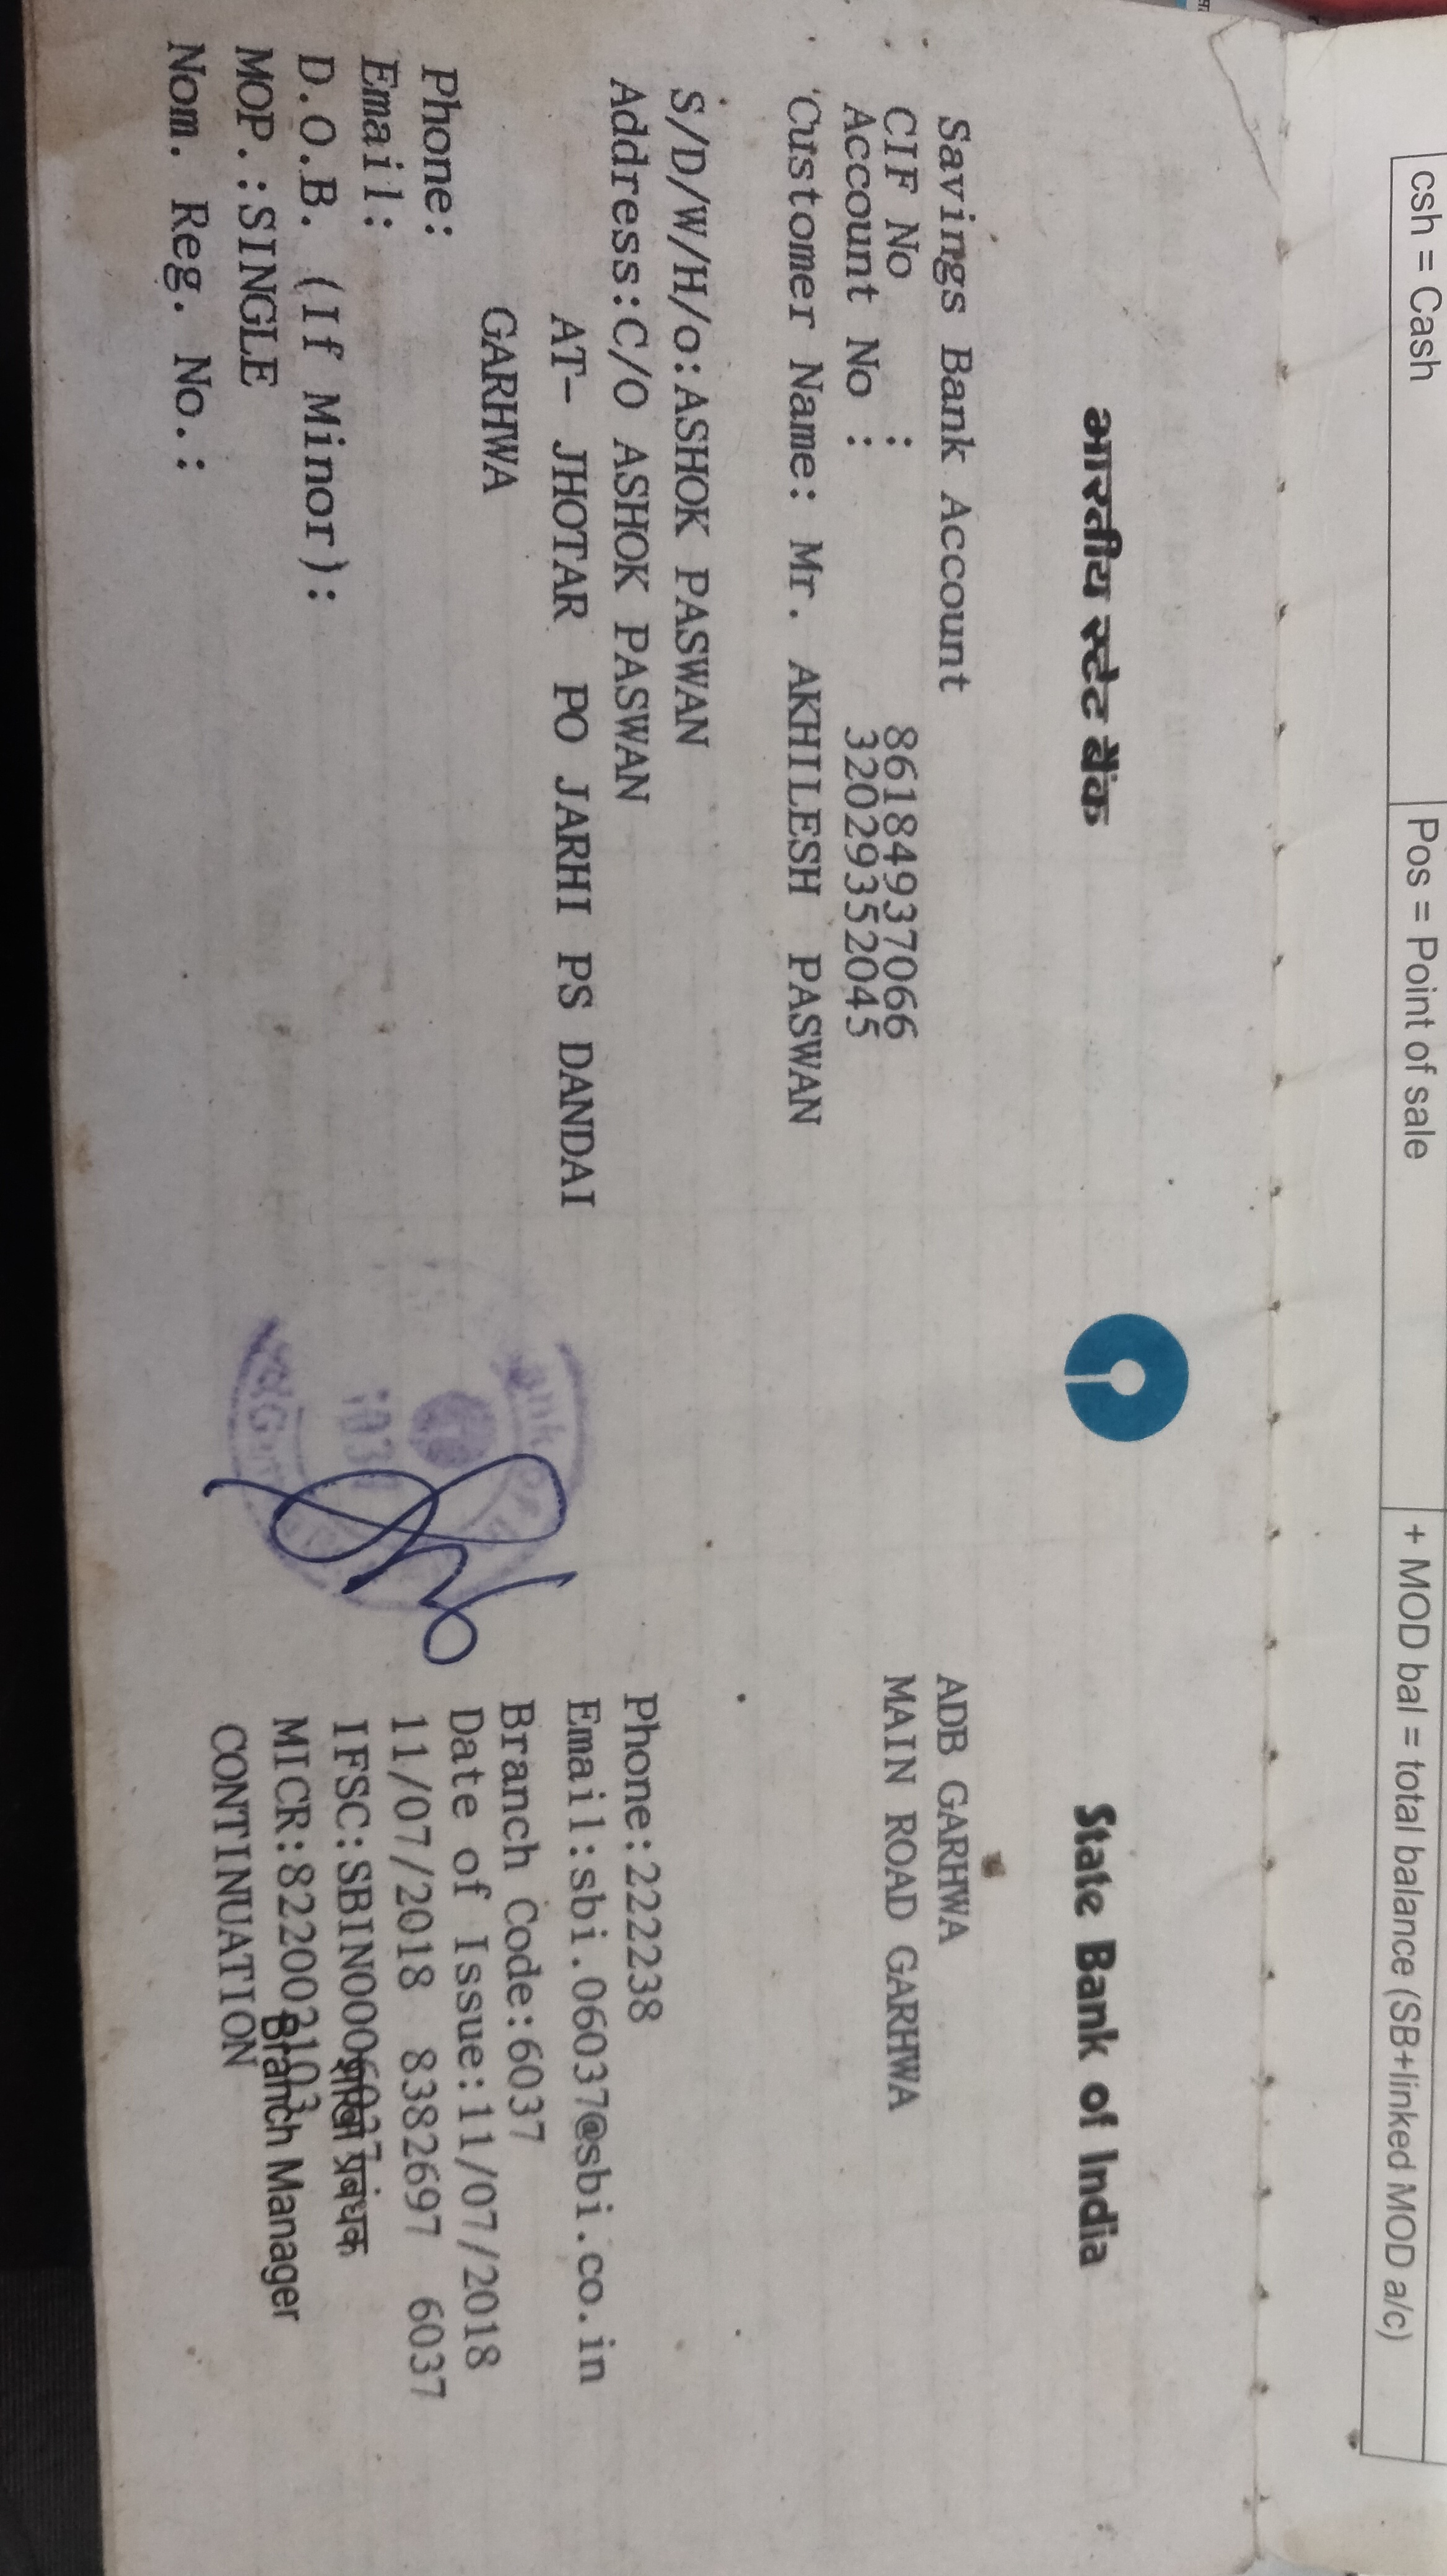 csh = Cash
Pos = Point of sale
+ MOD bal = total balance (SB+linked MOD a/c)
भारतीय स्टेट बैंक
State Bank of India
Savings Bank Account
CIF No : 86184937066
Account No : 32029352045
Customer Name: Mr. AKHILESH PASWAN
S/D/W/H/o:ASHOK PASWAN
Address:C/O ASHOK PASWAN
AT- JHOTAR PO JARHI PS DANDAI
GARHWA
Phone:
Email:
D.O.B. (If Minor):
MOP.:SINGLE
Nom. Reg. No.:
ADB GARHWA
MAIN ROAD GARHWA
Phone:222238
Email:sbi.06037@sbi.co.in
Branch Code:6037
Date of Issue:11/07/2018
11/07/2018 8382697 6037
IFSC:SBIN0006037
शाखा प्रबंधक
MICR:822002103
Branch Manager
CONTINUATION